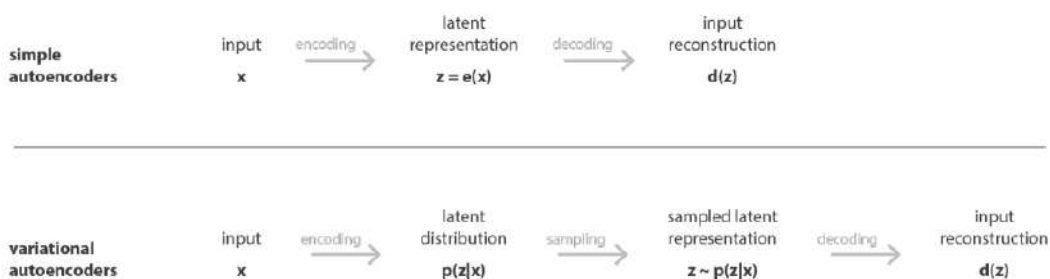 simple
autoencoders
input
x
encoding
latent
representation
z = e(x)
decoding
input
reconstruction
d(z)
variational
autoencoders
input
x
encoding
latent
distribution
p(z|x)
sampling
sampled latent
representation
z ~ p(z|x)
decoding
input
reconstruction
d(z)